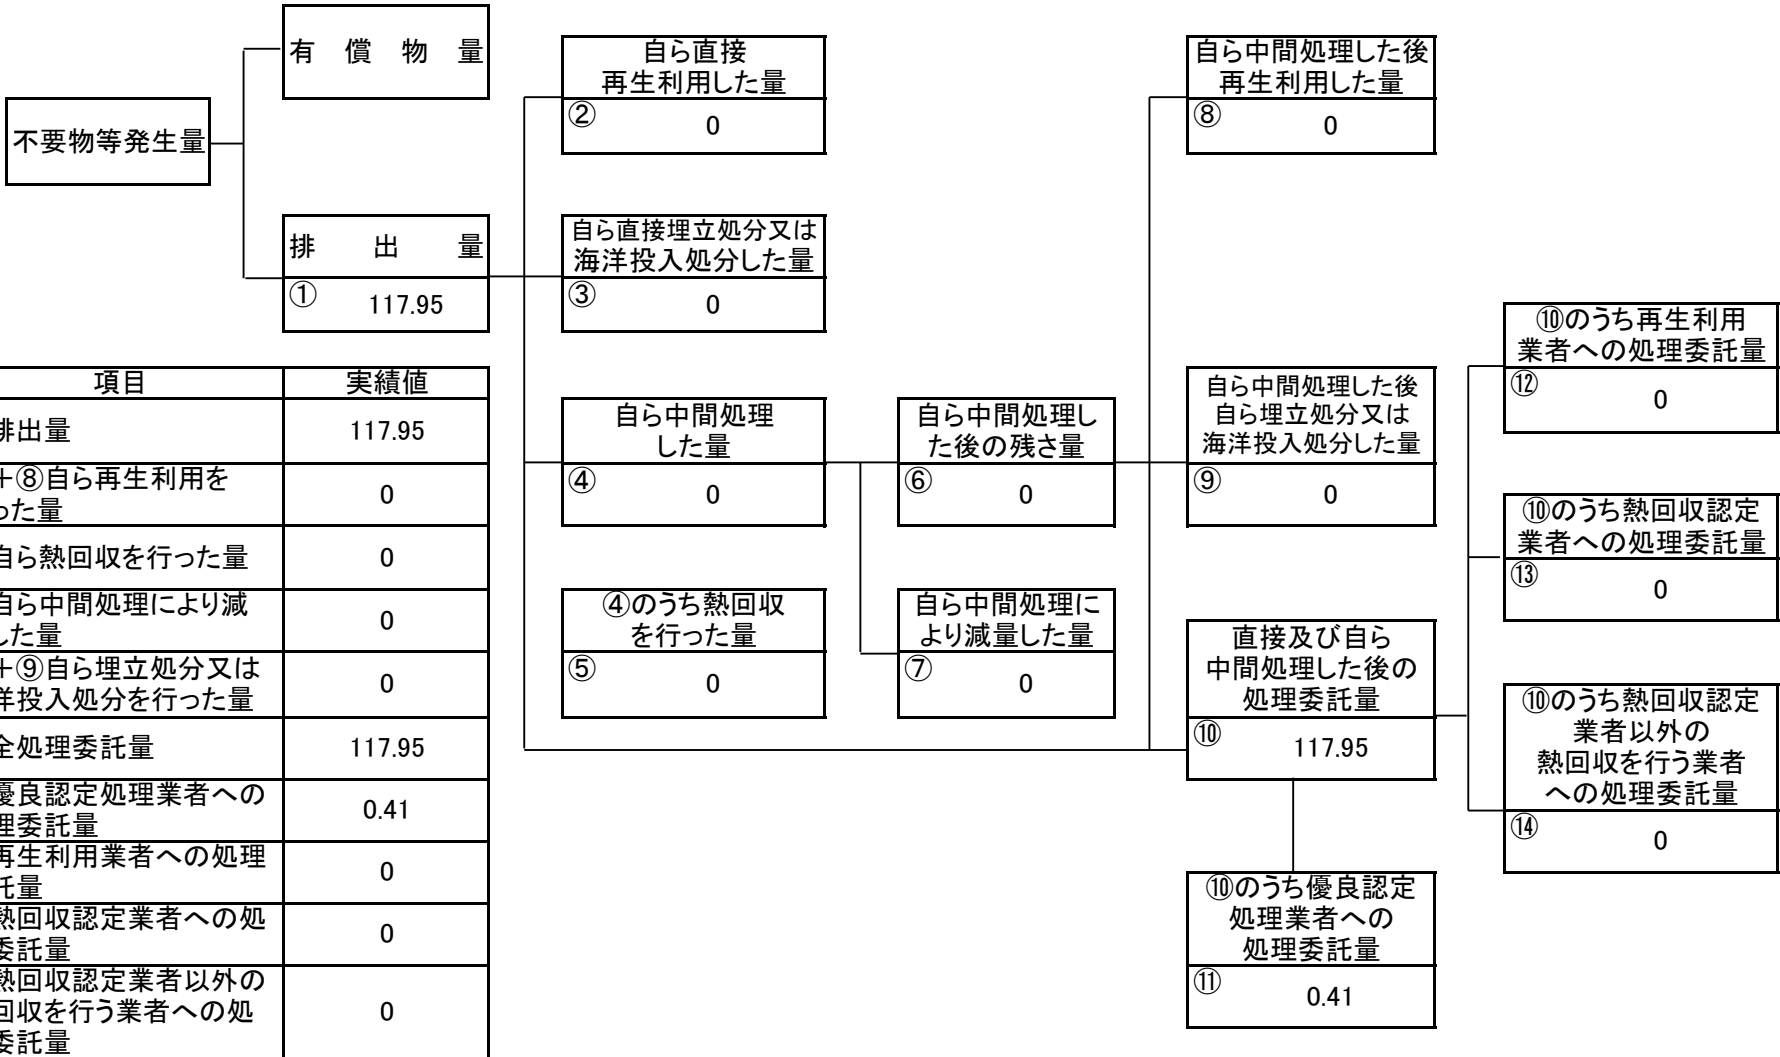 有償物量
不要物等発生量
排出量
① 117.95
自ら直接
再生利用した量
② 0
自ら直接埋立処分又は
海洋投入処分した量
③ 0
自ら中間処理
した量
④ 0
④のうち熱回収
を行った量
⑤ 0
自ら中間処理し
た後の残さ量
⑥ 0
自ら中間処理に
より減量した量
⑦ 0
自ら中間処理した後
再生利用した量
⑧ 0
自ら中間処理した後
自ら埋立処分又は
海洋投入処分した量
⑨ 0
直接及び自ら
中間処理した後の
処理委託量
⑩ 117.95
⑩のうち優良認定
処理業者への
処理委託量
⑪ 0.41
⑩のうち再生利用
業者への処理委託量
⑫ 0
⑩のうち熱回収認定
業者への処理委託量
⑬ 0
⑩のうち熱回収認定
業者以外の
熱回収を行う業者
への処理委託量
⑭ 0
項目 実績値
排出量 117.95
+⑧自ら再生利用を
った量 0
自ら熱回収を行った量 0
自ら中間処理により減
した量 0
+⑨自ら埋立処分又は
洋投入処分を行った量 0
全処理委託量 117.95
優良認定処理業者への
理委託量 0.41
再生利用業者への処理
託量 0
熱回収認定業者への処
委託量 0
熱回収認定業者以外の
回収を行う業者への処
委託量 0